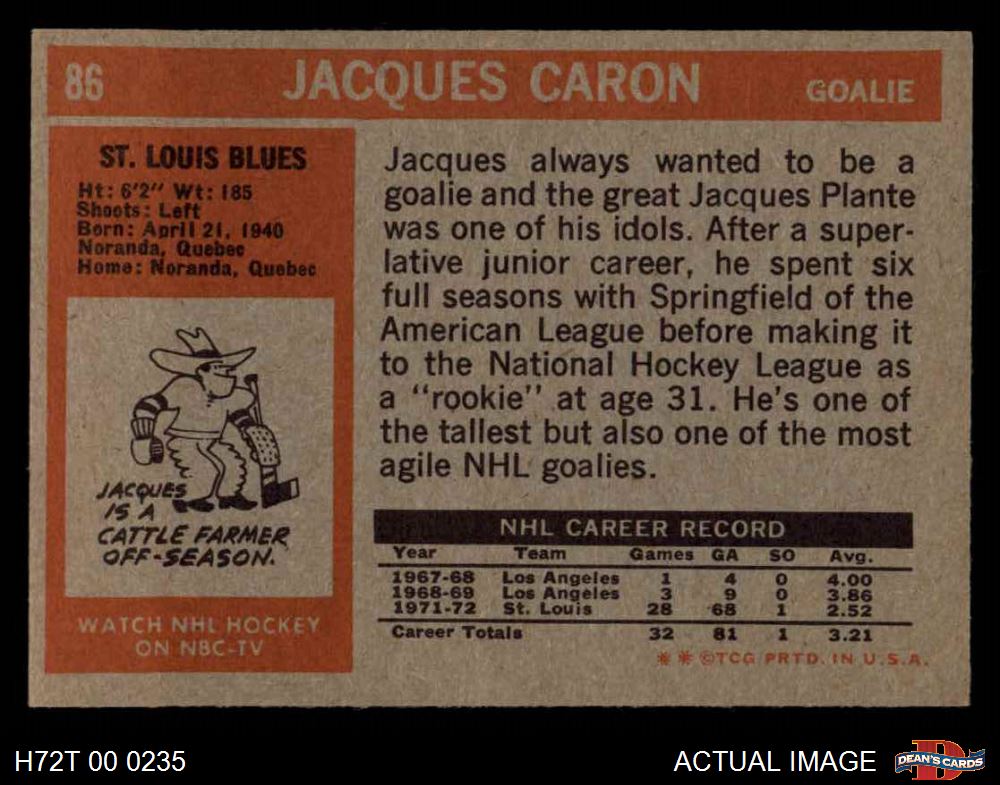 86
JACQUES CARON
GOALIE
ST. LOUIS BLUES
Ht: 6'2" Wt: 185
Shoots: Left
Born: April 21, 1940
Noranda, Quebec
Home: Noranda, Quebec
JACQUES
IS A
CATTLE FARMER
OFF-SEASON.
WATCH NHL HOCKEY
ON NBC-TV
Jacques always wanted to be a
goalie and the great Jacques Plante
was one of his idols. After a super-
lative junior career, he spent six
full seasons with Springfield of the
American League before making it
to the National Hockey League as
a "rookie" at age 31. He's one of
the tallest but also one of the most
agile NHL goalies.
NHL CAREER RECORD
Year Team Games GA SO Avg.
1967-68 Los Angeles 1 4 0 4.00
1968-69 Los Angeles 3 9 0 3.86
1971-72 St. Louis 28 68 1 2.52
Career Totals 32 81 1 3.21
* * ©TCG PRTD. IN U.S.A.
H72T 00 0235
ACTUAL IMAGE
D
DEAN'S CARDS